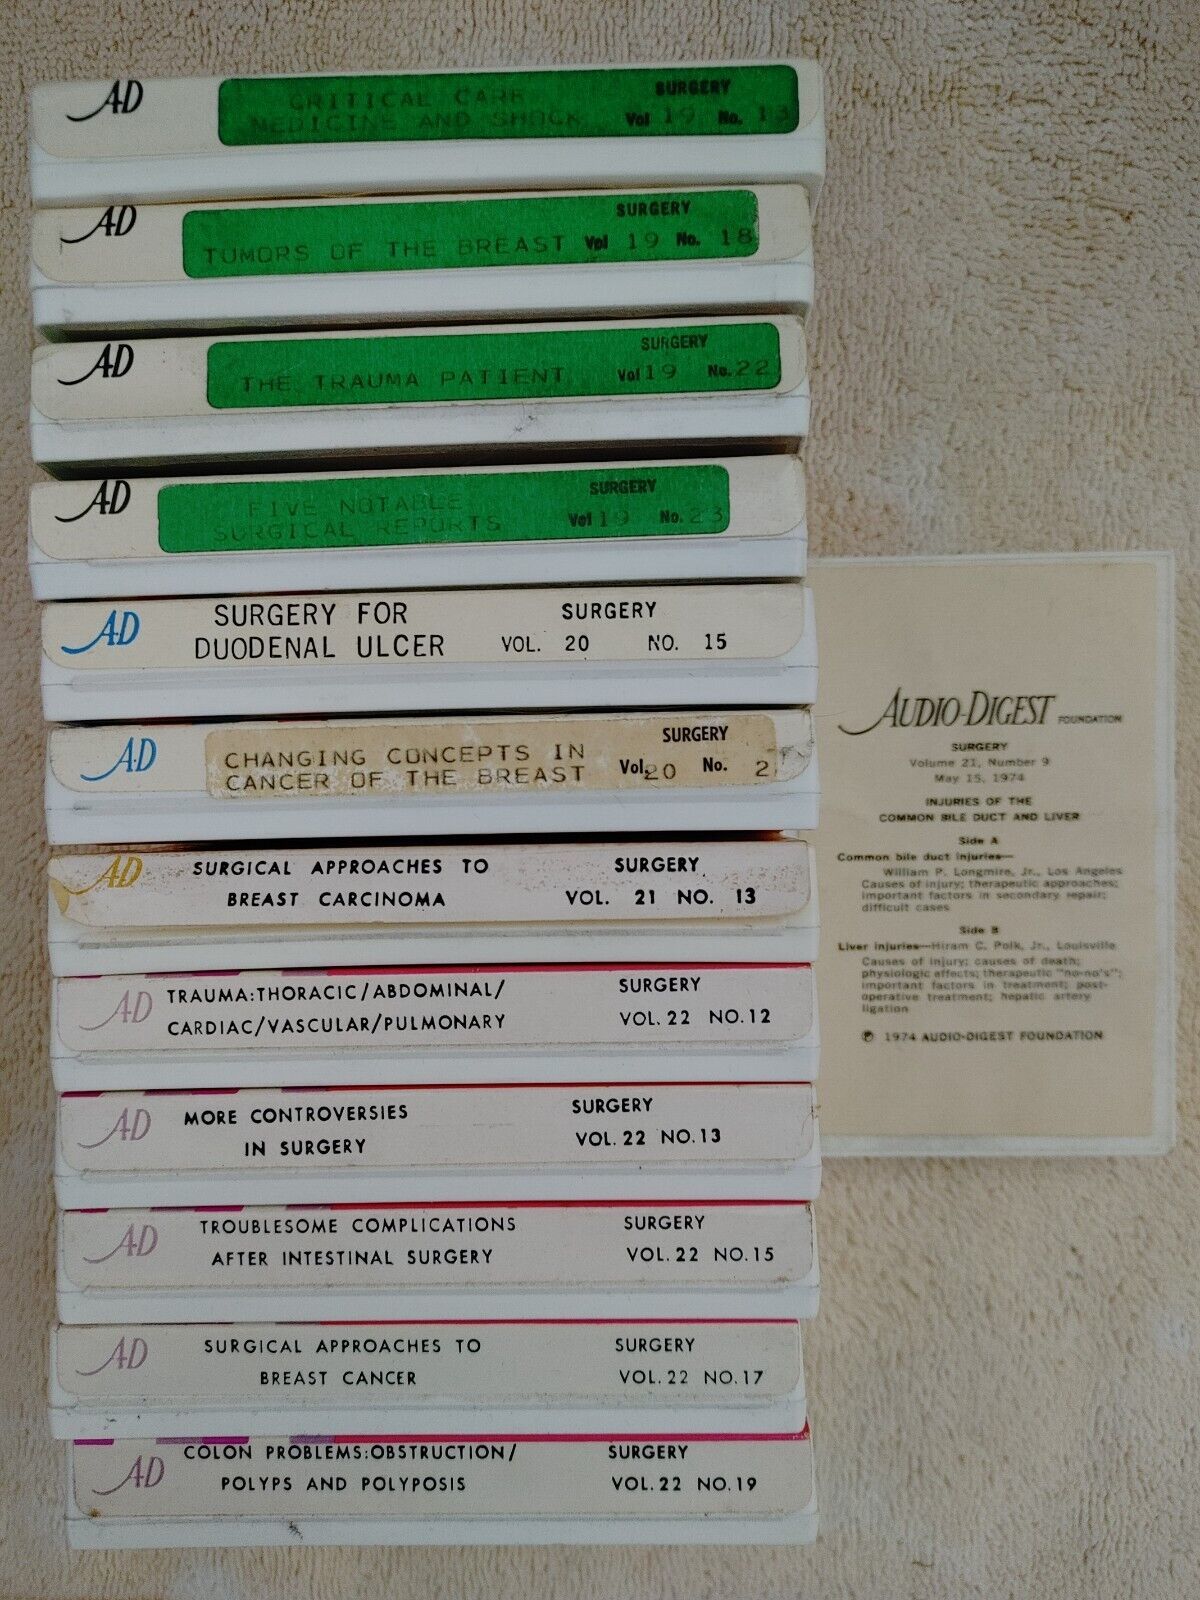 AD
CRITICAL CARE SURGERY
MEDICINE AND SHOCK Vol 19 No. 13
AD
SURGERY
TUMORS OF THE BREAST Vol 19 No. 18
AD
SURGERY
THE TRAUMA PATIENT Vol 19 No. 22
AD
FIVE NOTABLE SURGERY
SURGICAL REPORTS Vol 19 No. 23
AD
SURGERY FOR SURGERY
DUODENAL ULCER VOL. 20 NO. 15
AD
CHANGING CONCEPTS IN SURGERY
CANCER OF THE BREAST Vol. 20 No. 2
AD
SURGICAL APPROACHES TO SURGERY
BREAST CARCINOMA VOL. 21 NO. 13
AD
TRAUMA:THORACIC/ABDOMINAL/ SURGERY
CARDIAC/VASCULAR/PULMONARY VOL. 22 NO. 12
AD
MORE CONTROVERSIES SURGERY
IN SURGERY VOL. 22 NO. 13
AD
TROUBLESOME COMPLICATIONS SURGERY
AFTER INTESTINAL SURGERY VOL. 22 NO. 15
AD
SURGICAL APPROACHES TO SURGERY
BREAST CANCER VOL. 22 NO. 17
AD
COLON PROBLEMS:OBSTRUCTION/ SURGERY
POLYPS AND POLYPOSIS VOL. 22 NO. 19
AUDIO-DIGEST FOUNDATION
SURGERY
Volume 21, Number 9
May 15, 1974
INJURIES OF THE
COMMON BILE DUCT AND LIVER
Side A
Common bile duct injuries—
William P. Longmire, Jr., Los Angeles
Causes of injury; therapeutic approaches;
important factors in secondary repair;
difficult cases
Side B
Liver injuries—Hiram C. Polk, Jr., Louisville
Causes of injury; causes of death;
physiologic effects; therapeutic "no-no's";
important factors in treatment; post-
operative treatment; hepatic artery
ligation
℗ 1974 AUDIO-DIGEST FOUNDATION